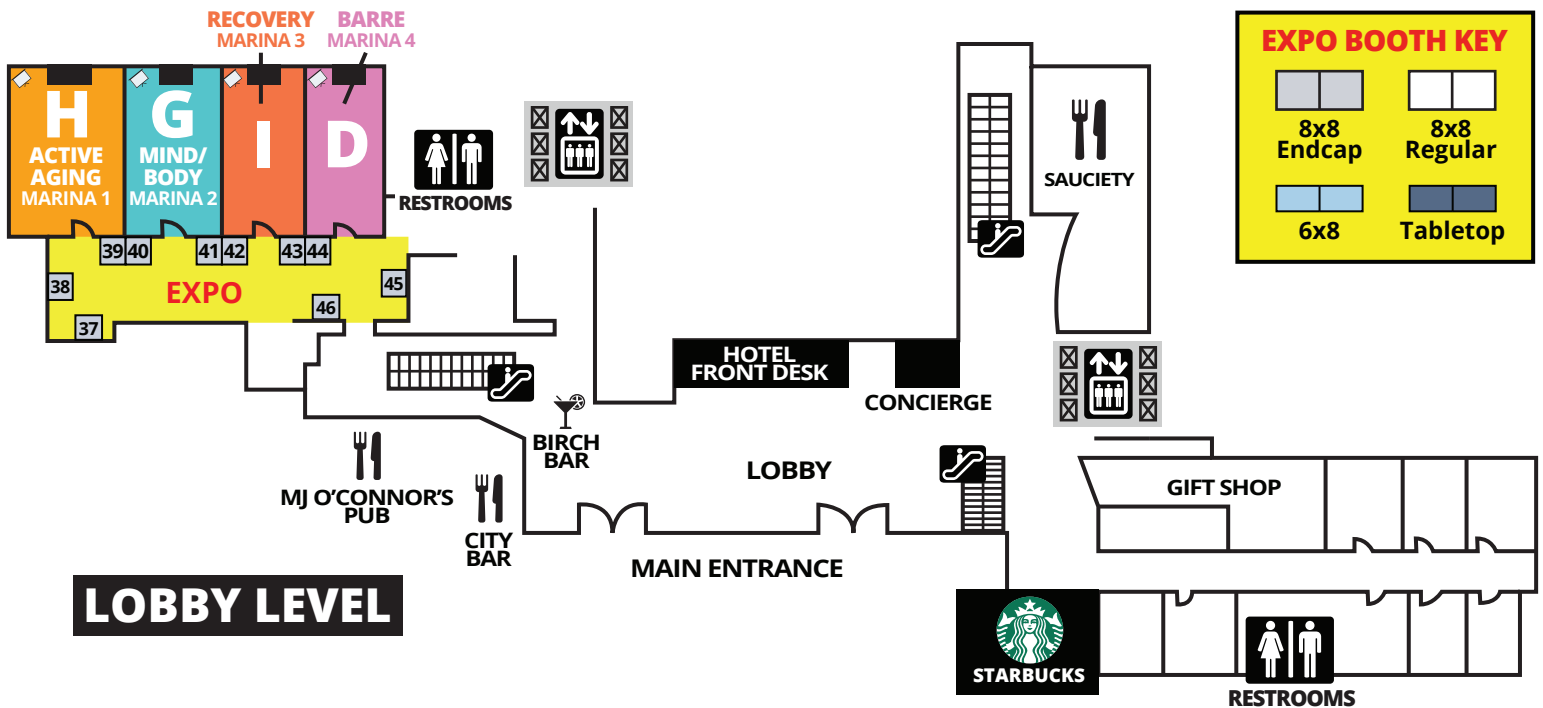 RECOVERY
MARINA 3
BARRE
MARINA 4
H
ACTIVE
AGING
MARINA 1
G
MIND/
BODY
MARINA 2
I
D
RESTROOMS
39
40
41
42
43
44
38
EXPO
45
46
37
SAUCIETY
EXPO BOOTH KEY
8x8
Endcap
8x8
Regular
6x8
Tabletop
HOTEL
FRONT DESK
CONCIERGE
BIRCH
BAR
LOBBY
MJ O'CONNOR'S
PUB
CITY
BAR
MAIN ENTRANCE
GIFT SHOP
LOBBY LEVEL
STARBUCKS
RESTROOMS